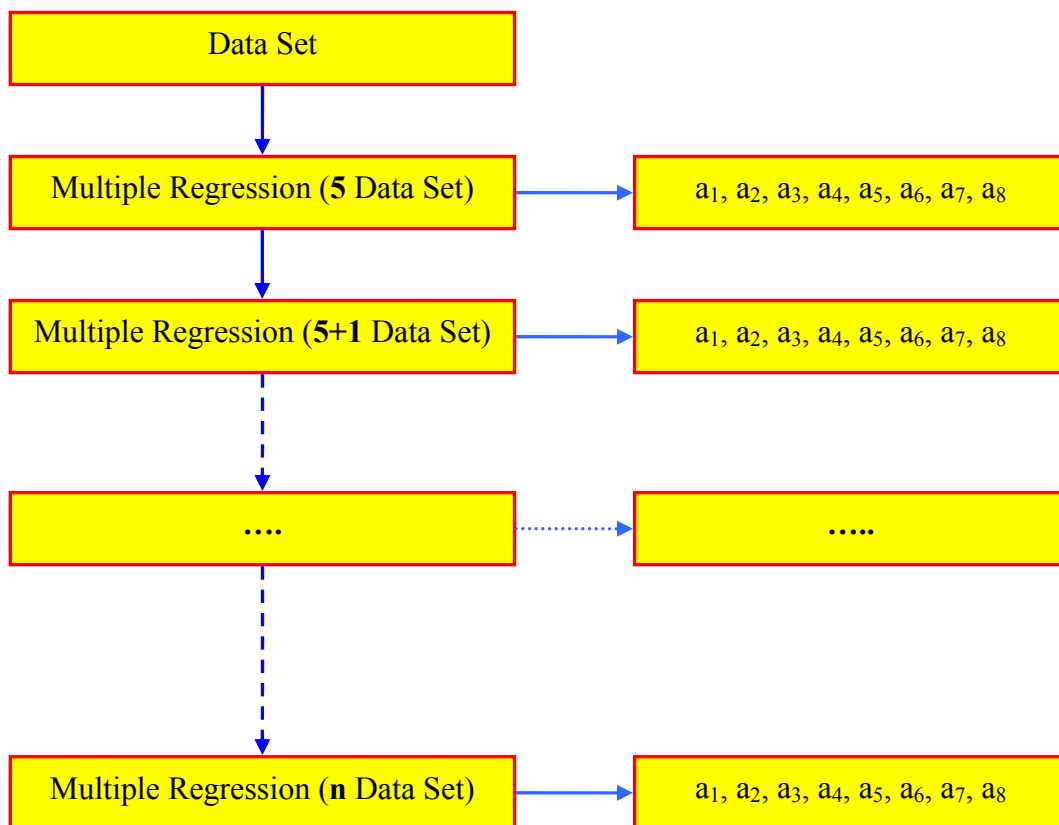 Data Set
Multiple Regression (5 Data Set)
a₁, a₂, a₃, a₄, a₅, a₆, a₇, a₈
Multiple Regression (5+1 Data Set)
a₁, a₂, a₃, a₄, a₅, a₆, a₇, a₈
....
.....
Multiple Regression (n Data Set)
a₁, a₂, a₃, a₄, a₅, a₆, a₇, a₈